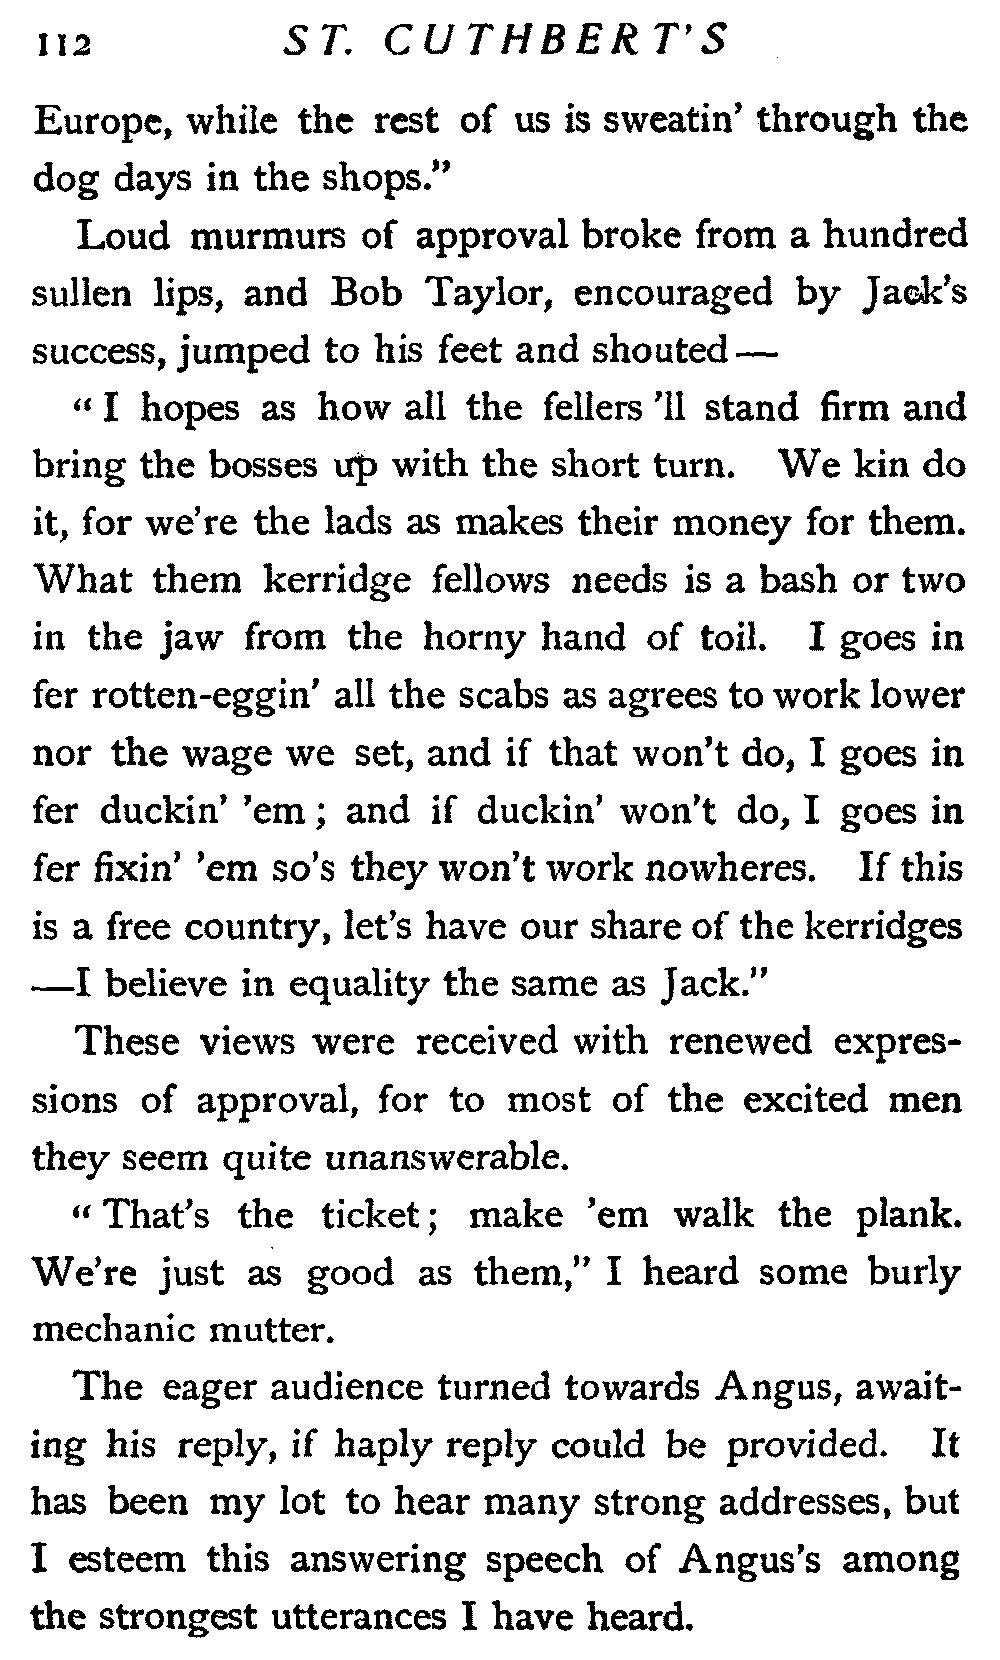 112 ST. CUTHBERT'S
Europe, while the rest of us is sweatin' through the
dog days in the shops."
Loud murmurs of approval broke from a hundred
sullen lips, and Bob Taylor, encouraged by Jack's
success, jumped to his feet and shouted—
"I hopes as how all the fellers 'll stand firm and
bring the bosses up with the short turn. We kin do
it, for we're the lads as makes their money for them.
What them kerridge fellows needs is a bash or two
in the jaw from the horny hand of toil. I goes in
fer rotten-eggin' all the scabs as agrees to work lower
nor the wage we set, and if that won't do, I goes in
fer duckin' 'em; and if duckin' won't do, I goes in
fer fixin' 'em so's they won't work nowheres. If this
is a free country, let's have our share of the kerridges
—I believe in equality the same as Jack."
These views were received with renewed expres-
sions of approval, for to most of the excited men
they seem quite unanswerable.
"That's the ticket; make 'em walk the plank.
We're just as good as them," I heard some burly
mechanic mutter.
The eager audience turned towards Angus, await-
ing his reply, if haply reply could be provided. It
has been my lot to hear many strong addresses, but
I esteem this answering speech of Angus's among
the strongest utterances I have heard.